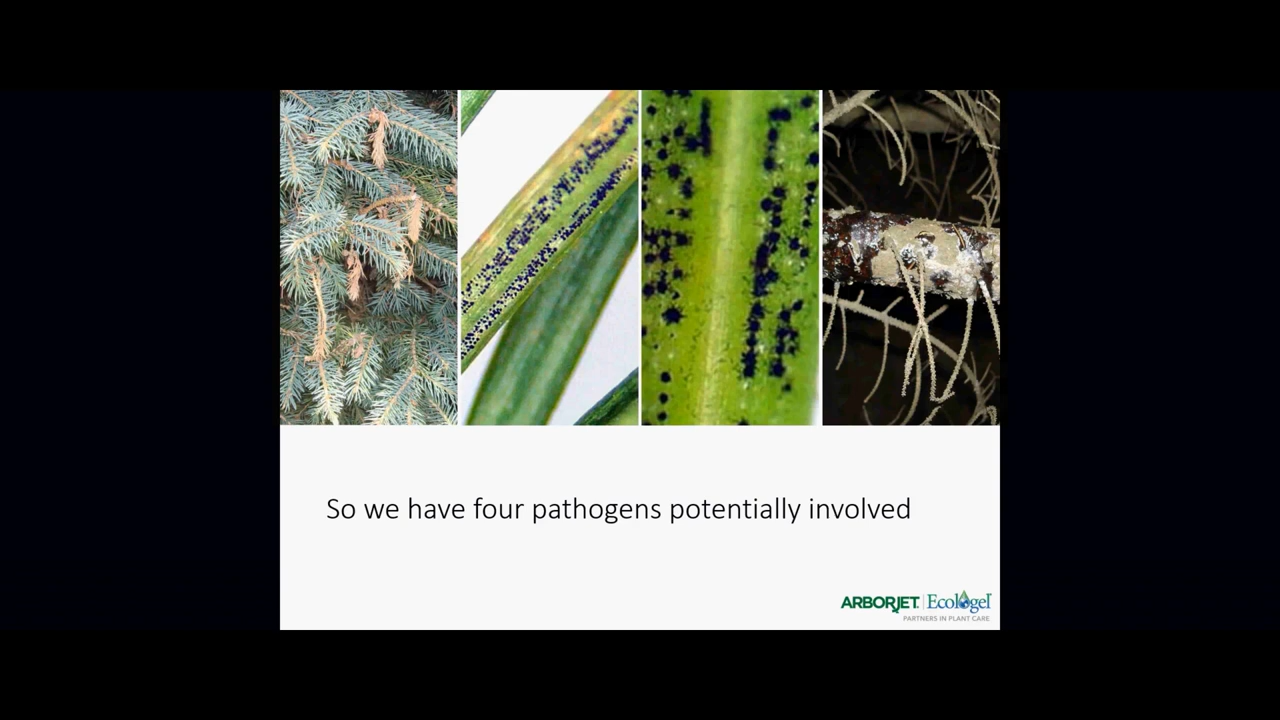 So we have four pathogens potentially involved
ARBORJET | Ecologel
PARTNERS IN PLANT CARE